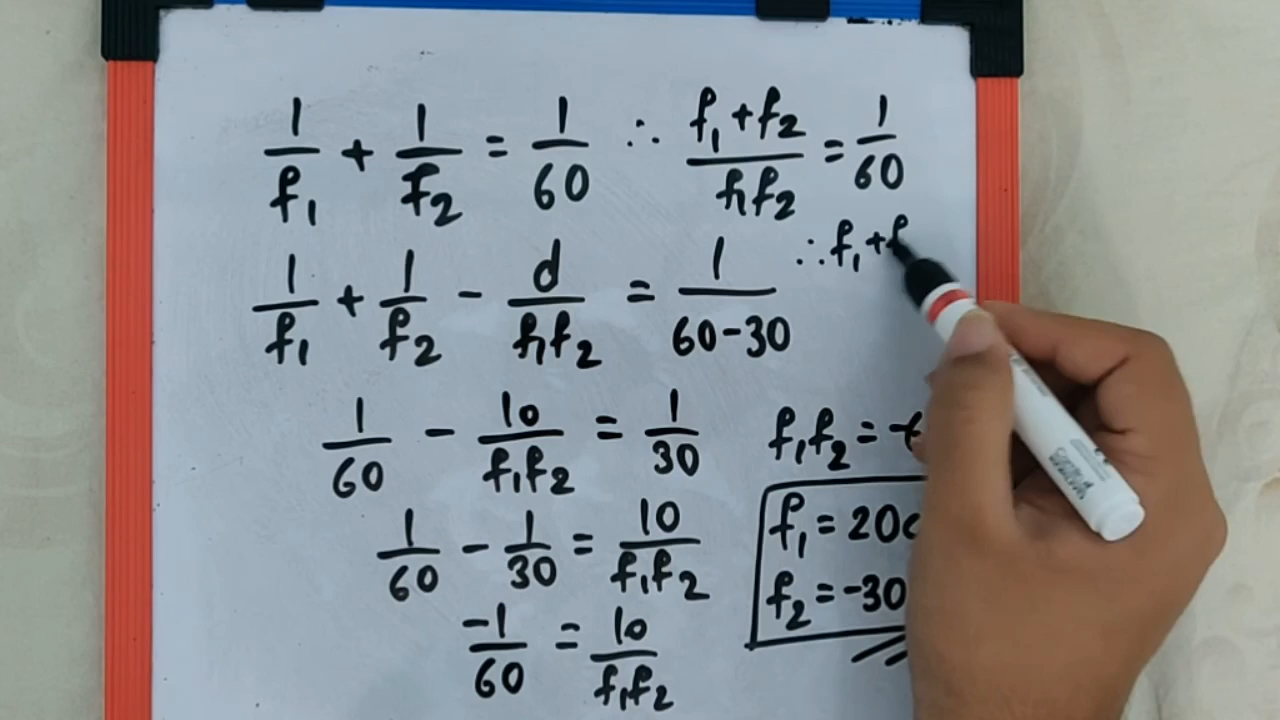 1/f₁ + 1/f₂ = 1/60 ∴ (f₁+f₂)/(f₁f₂) = 1/60
∴ f₁+f
1/f₁ + 1/f₂ - d/(f₁f₂) = 1/(60-30)
1/60 - 10/(f₁f₂) = 1/30
f₁f₂ = -
1/60 - 1/30 = 10/(f₁f₂)
f₁ = 20c
f₂ = -30
-1/60 = 10/(f₁f₂)